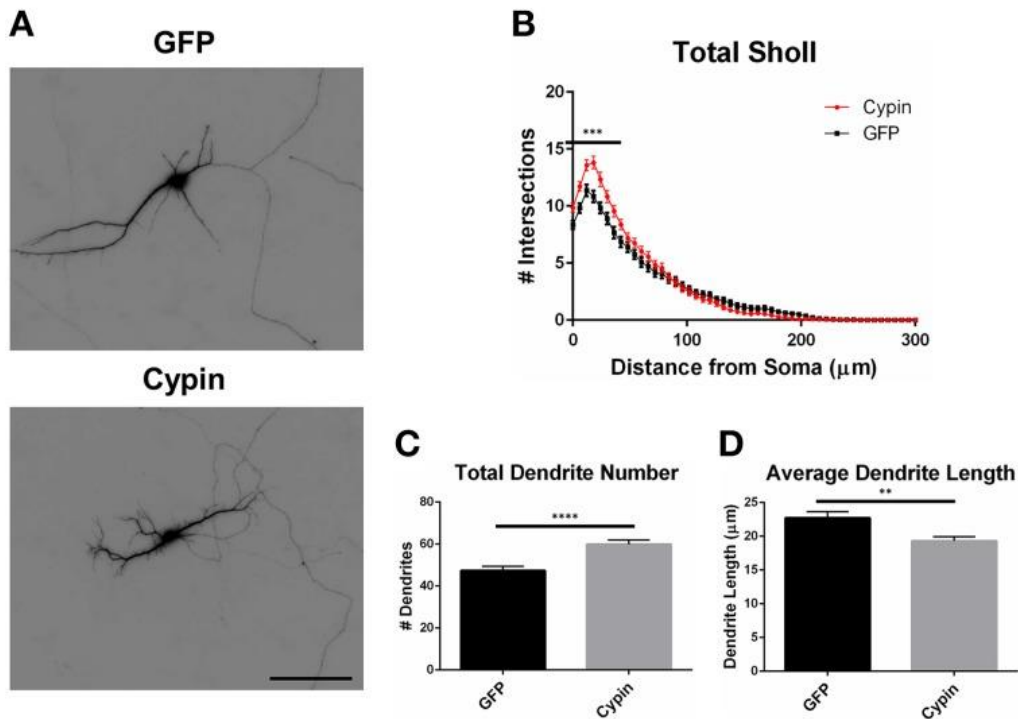 A
GFP
Cypin
B
Total Sholl
# Intersections
20
15
10
5
0
***
Cypin
GFP
0
100
200
300
Distance from Soma (μm)
C
Total Dendrite Number
# Dendrites
80
60
40
20
0
****
GFP
Cypin
D
Average Dendrite Length
Dendrite Length (μm)
25
20
15
10
5
0
**
GFP
Cypin